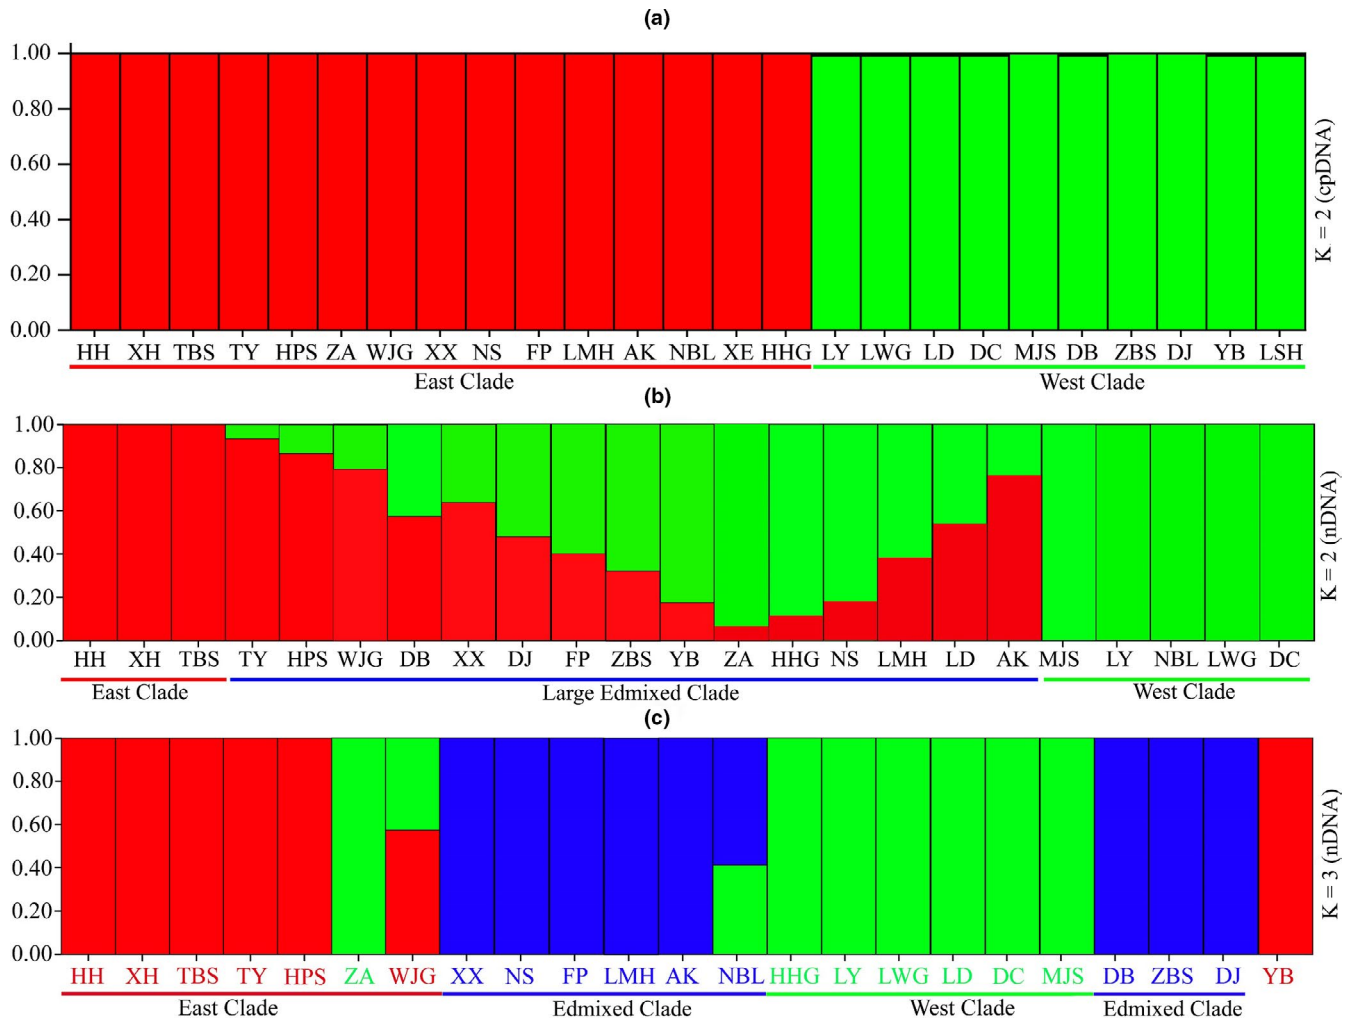 (a)
1.00
0.80
0.60
0.40
0.20
0.00
K = 2 (cpDNA)
HH XH TBS TY HPS ZA WJG XX NS FP LMH AK NBL XE HHG LY LWG LD DC MJS DB ZBS DJ YB LSH
East Clade West Clade
(b)
1.00
0.80
0.60
0.40
0.20
0.00
K = 2 (nDNA)
HH XH TBS TY HPS WJG DB XX DJ FP ZBS YB ZA HHG NS LMH LD AK MJS LY NBL LWG DC
East Clade Large Edmixed Clade West Clade
(c)
1.00
0.80
0.60
0.40
0.20
0.00
K = 3 (nDNA)
HH XH TBS TY HPS ZA WJG XX NS FP LMH AK NBL HHG LY LWG LD DC MJS DB ZBS DJ YB
East Clade Edmixed Clade West Clade Edmixed Clade